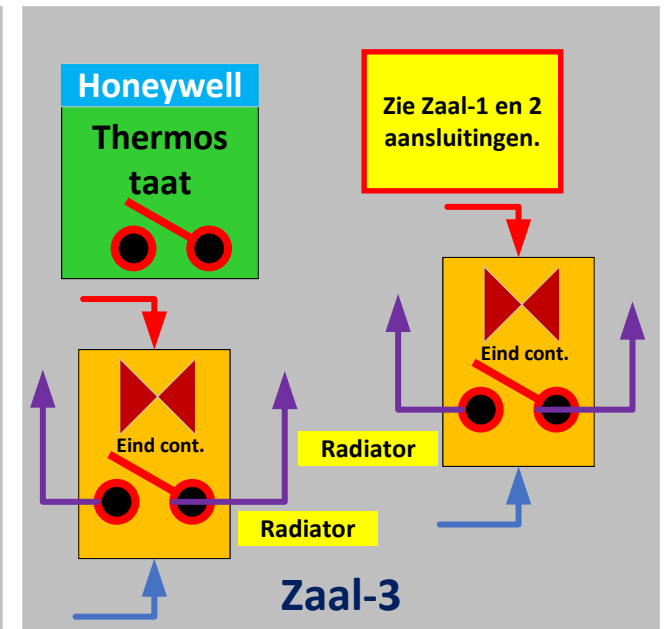 Honeywell
Thermos
taat
Zie Zaal-1 en 2
aansluitingen.
Eind cont.
Radiator
Eind cont.
Radiator
Zaal-3